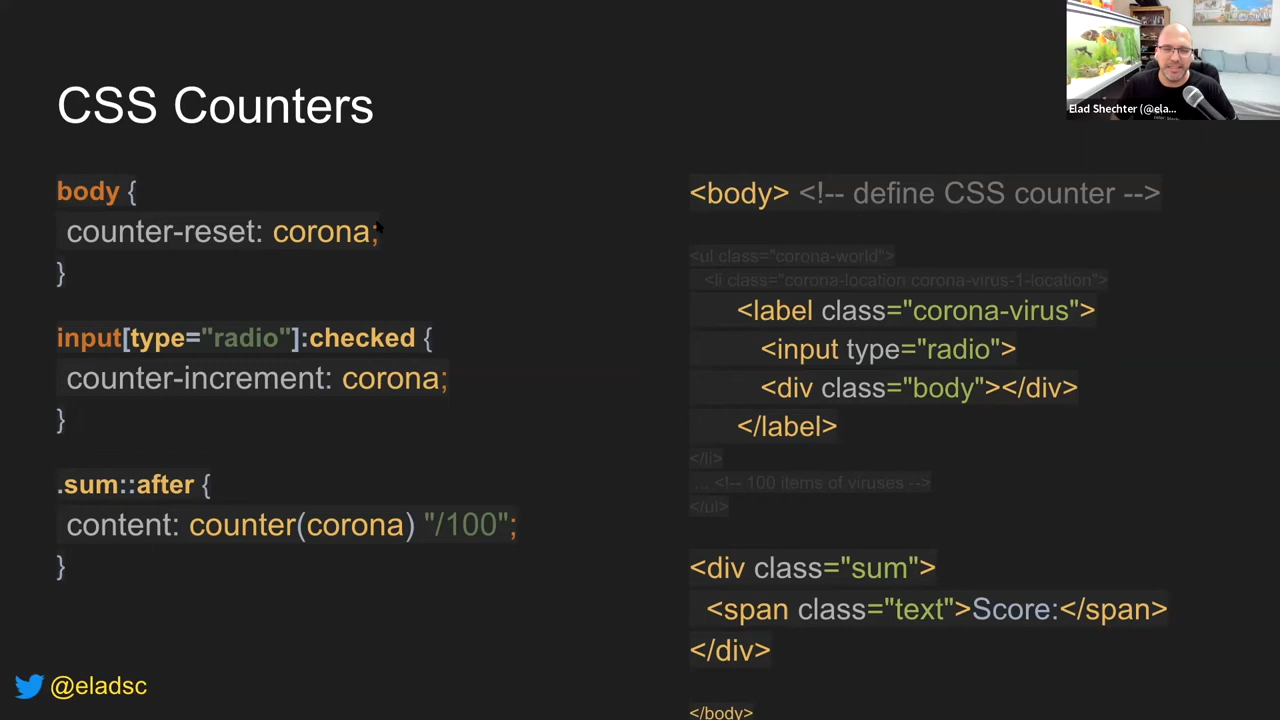 CSS Counters
body {
counter-reset: corona;
}
input[type="radio"]:checked {
counter-increment: corona;
}
.sum::after {
content: counter(corona) "/100";
}
@eladsc
<body> <!-- define CSS counter -->
<ul class="corona-world">
<li class="corona-location corona-virus-1-location">
<label class="corona-virus">
<input type="radio">
<div class="body"></div>
</label>
</li>
... <!-- 100 items of viruses -->
</ul>
<div class="sum">
<span class="text">Score:</span>
</div>
</body>
Elad Shechter (@ela...